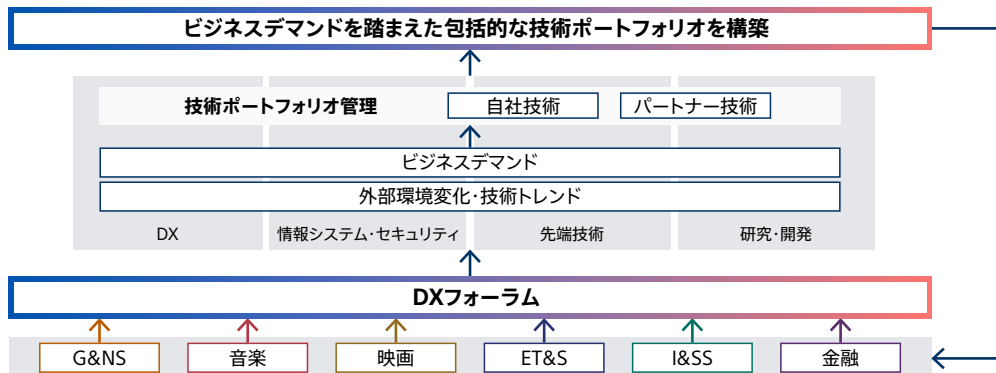 ビジネスデマンドを踏まえた包括的な技術ポートフォリオを構築
技術ポートフォリオ管理
自社技術
パートナー技術
ビジネスデマンド
外部環境変化・技術トレンド
DX
情報システム・セキュリティ
先端技術
研究・開発
DXフォーラム
G&NS
音楽
映画
ET&S
I&SS
金融